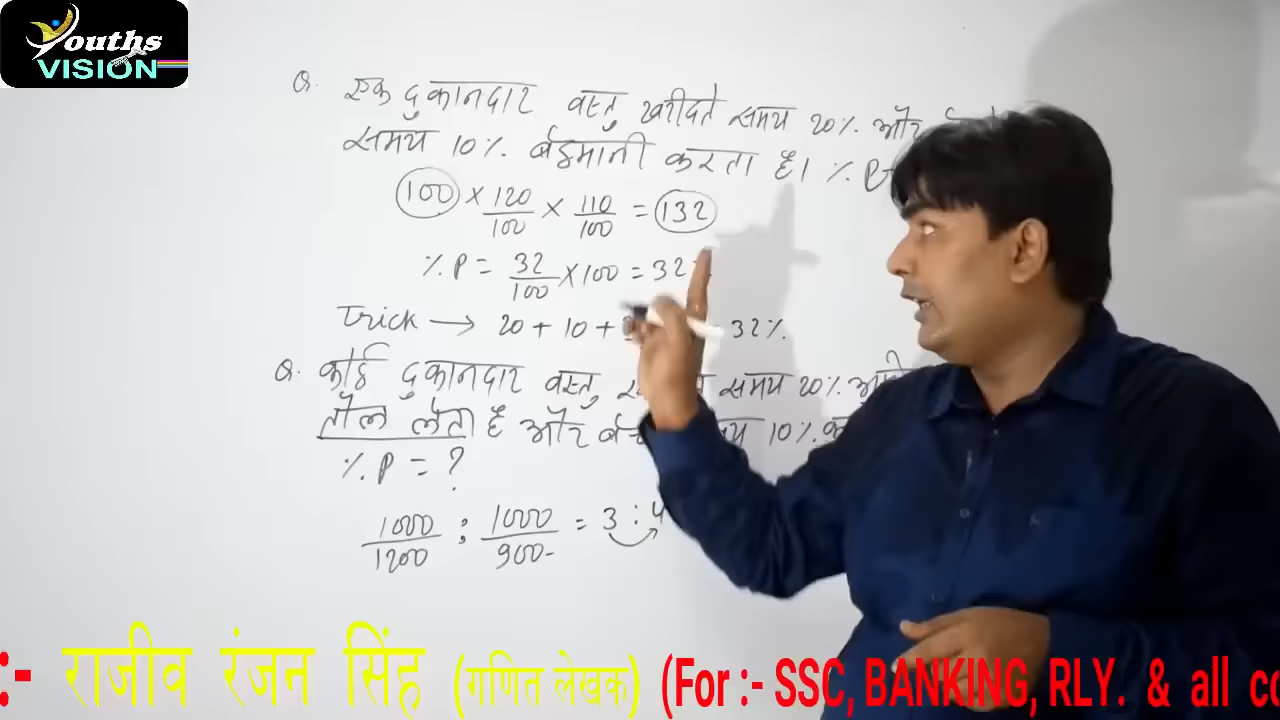 Youths
VISION
Q. एक दुकानदार वस्तु खरीदते समय 20% और
समय 10% बेइमानी करता है। % P
100 × 120/100 × 110/100 = 132
% P = 32/100 × 100 = 32
Trick → 20 + 10 + 32%.
Q. कोई दुकानदार वस्तु समय 20%
तौल लेता है और 10%
% P = ?
1000/1200 : 1000/900 = 3 : 4
:- राजीव रंजन सिंह (गणित लेखक) (For :- SSC, BANKING, RLY. & all co